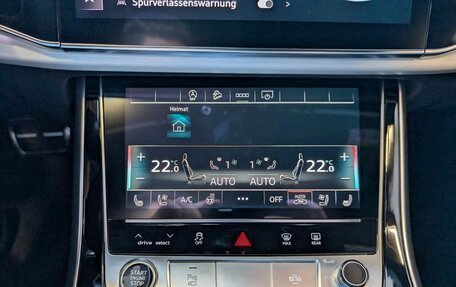 Spurverlassenswarnung
Heimat
22.0 °C 1 1 22.0 °C
AUTO AUTO
A/C OFF AUTO
drive select OFF MAX REAR
START ENGINE STOP